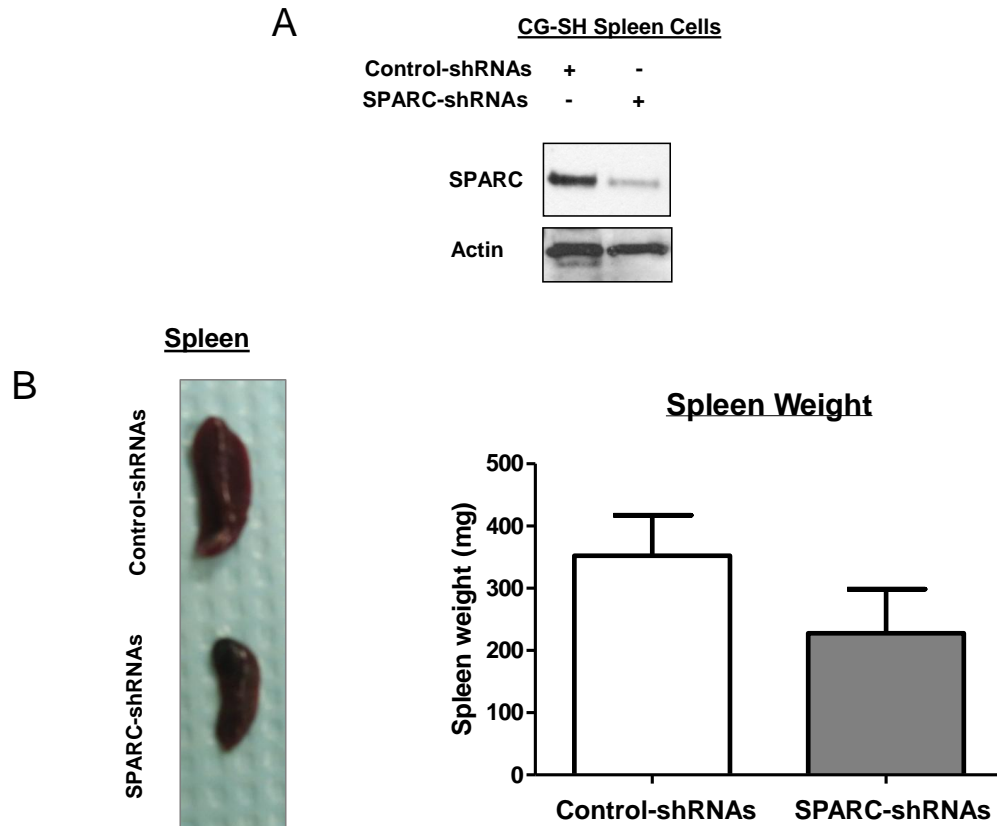 A
CG-SH Spleen Cells
Control-shRNAs + -
SPARC-shRNAs - +
SPARC
Actin
B
Spleen
Control-shRNAs
SPARC-shRNAs
Spleen Weight
Spleen weight (mg)
500
400
300
200
100
0
Control-shRNAs SPARC-shRNAs